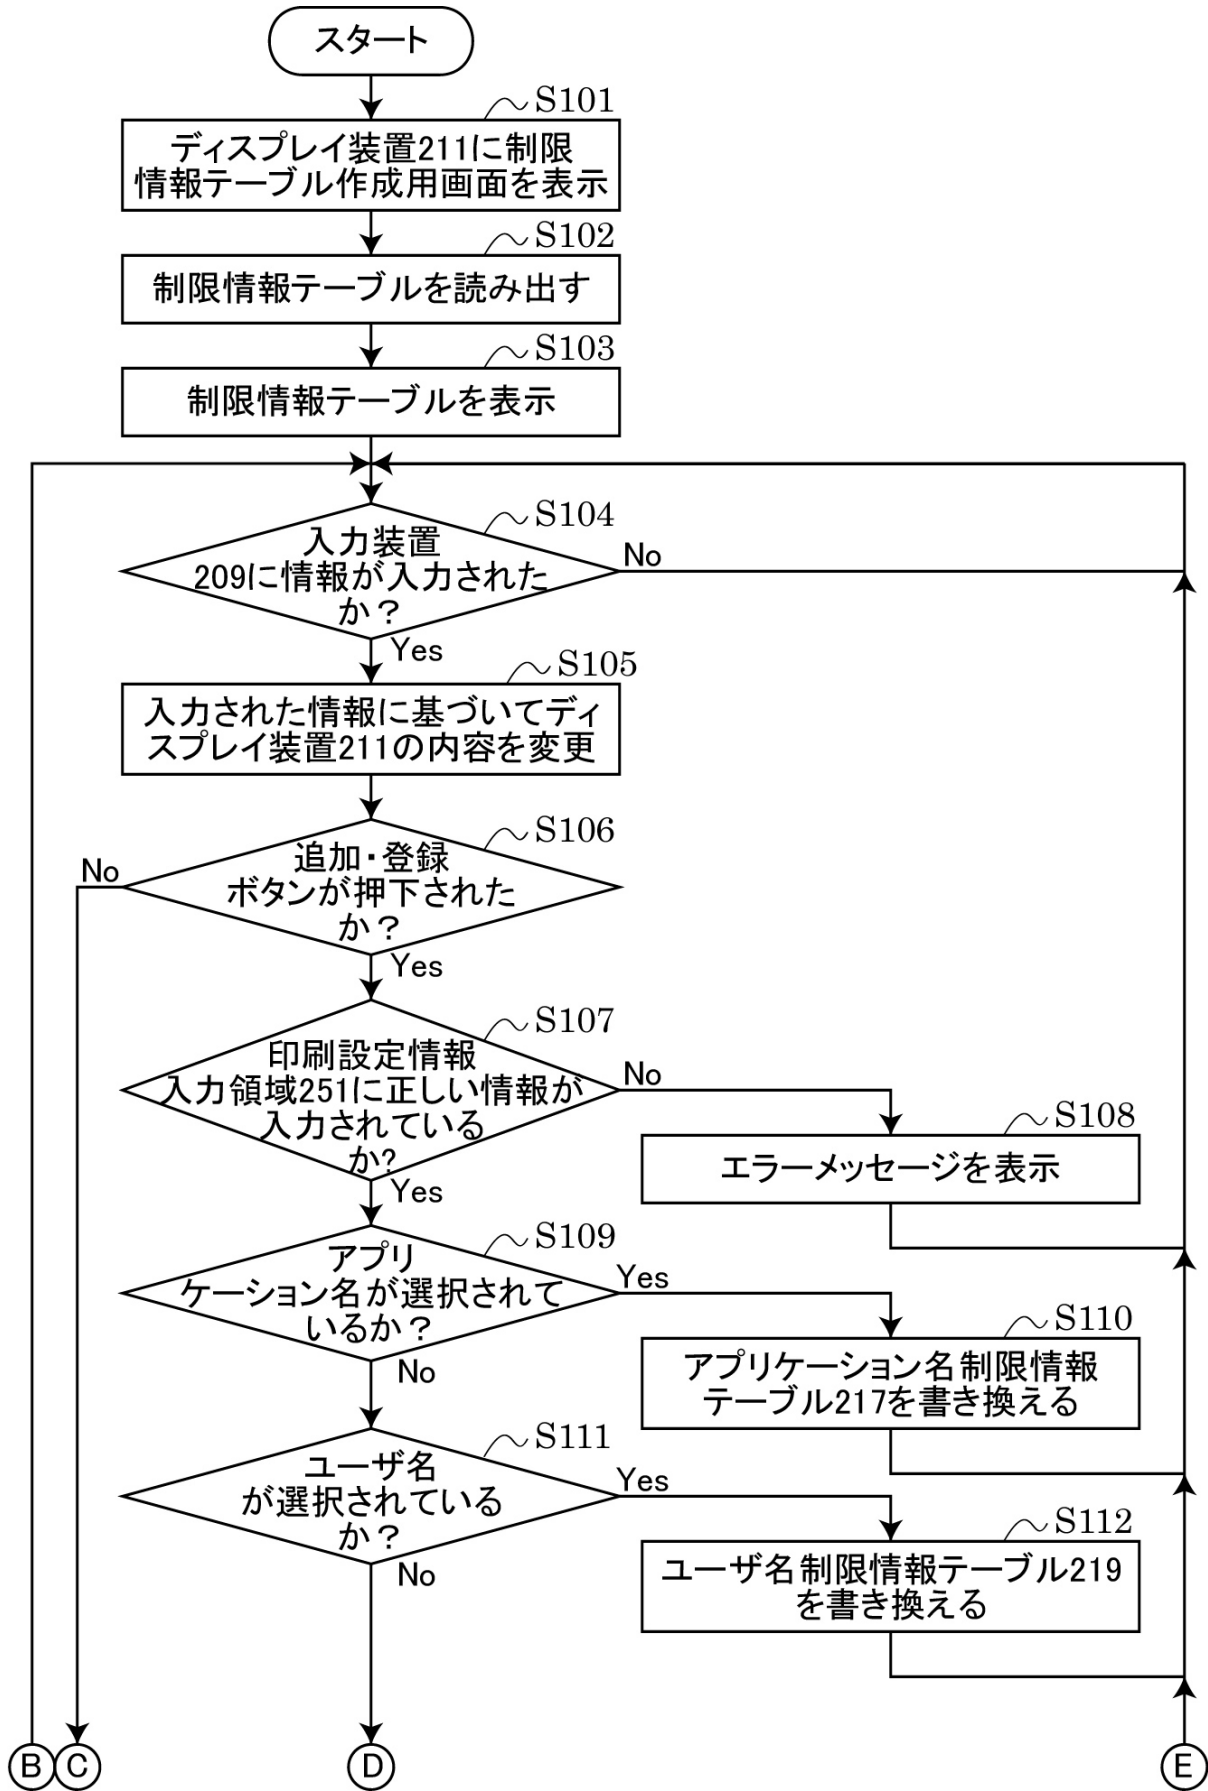 スタート
S101
ディスプレイ装置211に制限
情報テーブル作成用画面を表示
S102
制限情報テーブルを読み出す
S103
制限情報テーブルを表示
S104
入力装置
209に情報が入力された
か？
No
Yes
S105
入力された情報に基づいてディ
スプレイ装置211の内容を変更
S106
追加・登録
ボタンが押下された
か？
No
Yes
S107
印刷設定情報
入力領域251に正しい情報が
入力されている
か?
No
Yes
S108
エラーメッセージを表示
S109
アプリ
ケーション名が選択されて
いるか？
Yes
No
S110
アプリケーション名制限情報
テーブル217を書き換える
S111
ユーザ名
が選択されている
か？
Yes
No
S112
ユーザ名制限情報テーブル219
を書き換える
B
C
D
E